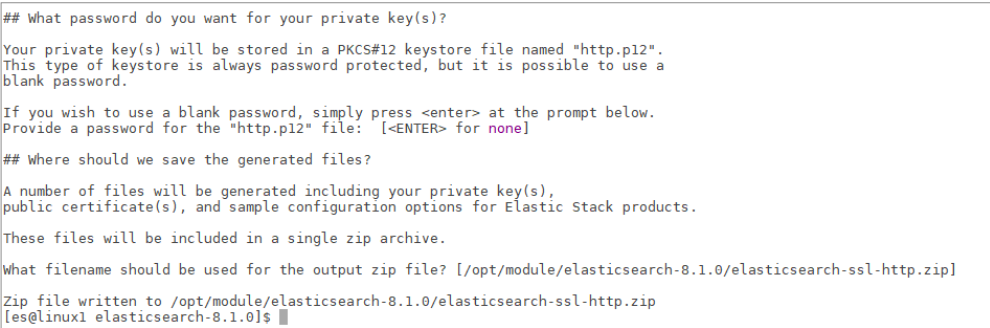 ## What password do you want for your private key(s)?
Your private key(s) will be stored in a PKCS#12 keystore file named "http.p12".
This type of keystore is always password protected, but it is possible to use a
blank password.
If you wish to use a blank password, simply press <enter> at the prompt below.
Provide a password for the "http.p12" file:  [<ENTER> for none]
## Where should we save the generated files?
A number of files will be generated including your private key(s),
public certificate(s), and sample configuration options for Elastic Stack products.
These files will be included in a single zip archive.
What filename should be used for the output zip file? [/opt/module/elasticsearch-8.1.0/elasticsearch-ssl-http.zip]
Zip file written to /opt/module/elasticsearch-8.1.0/elasticsearch-ssl-http.zip
[es@linux1 elasticsearch-8.1.0]$